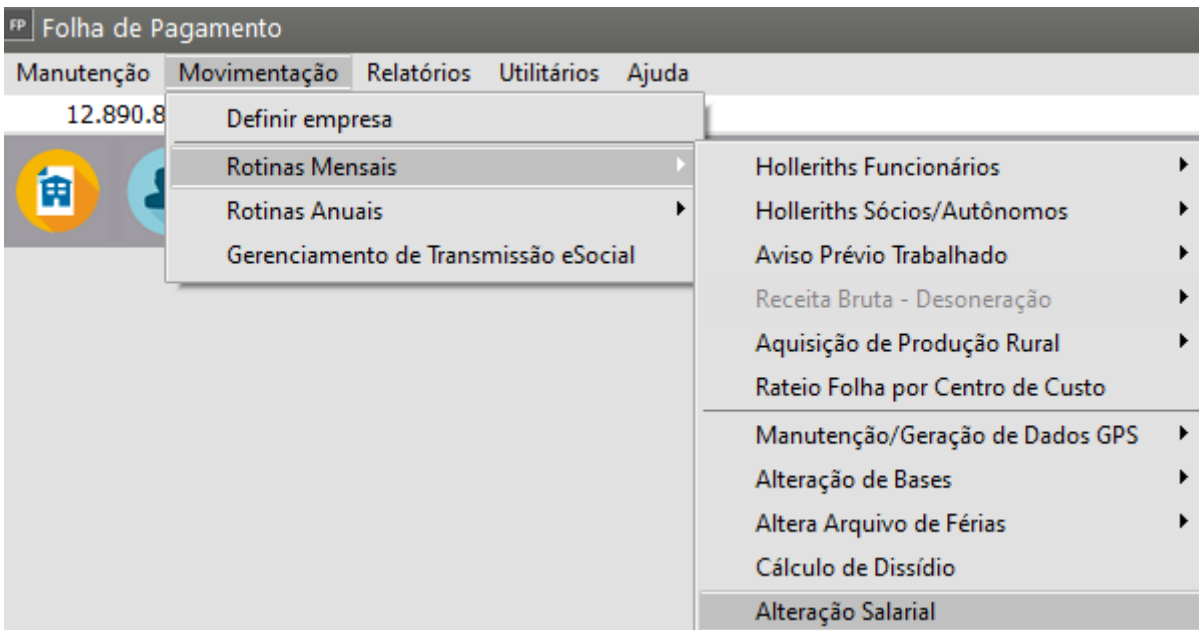 FP Folha de Pagamento
Manutenção Movimentação Relatórios Utilitários Ajuda
12.890.8
Definir empresa
Rotinas Mensais
Rotinas Anuais
Gerenciamento de Transmissão eSocial
Holleriths Funcionários
Holleriths Sócios/Autônomos
Aviso Prévio Trabalhado
Receita Bruta - Desoneração
Aquisição de Produção Rural
Rateio Folha por Centro de Custo
Manutenção/Geração de Dados GPS
Alteração de Bases
Altera Arquivo de Férias
Cálculo de Dissídio
Alteração Salarial